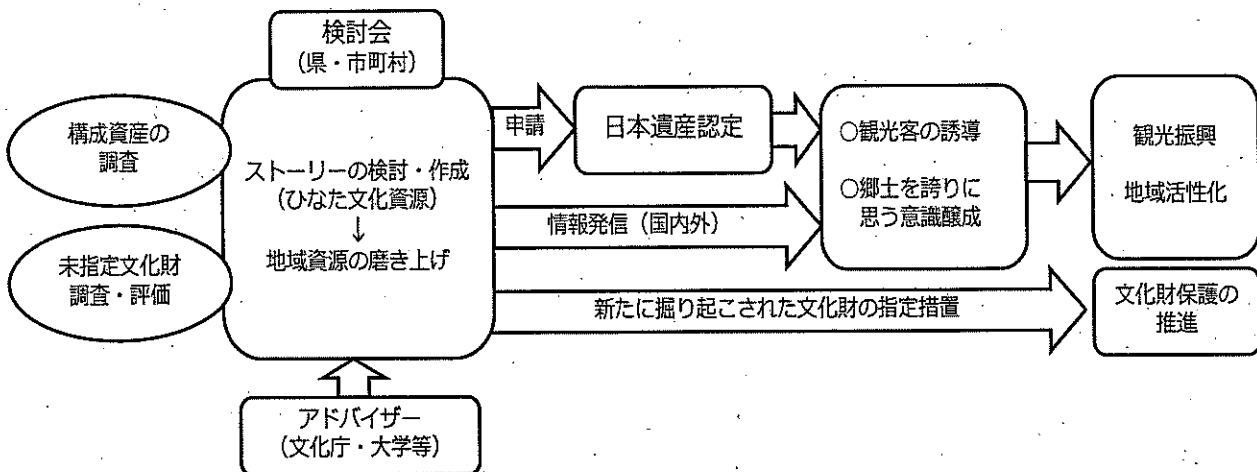 検討会
(県・市町村)
構成資産の
調査
未指定文化財
調査・評価
ストーリーの検討・作成
(ひなた文化資源)
↓
地域資源の磨き上げ
アドバイザー
(文化庁・大学等)
申請
日本遺産認定
情報発信(国内外)
新たに掘り起こされた文化財の指定措置
○観光客の誘導
○郷土を誇りに
思う意識醸成
観光振興
地域活性化
文化財保護の
推進